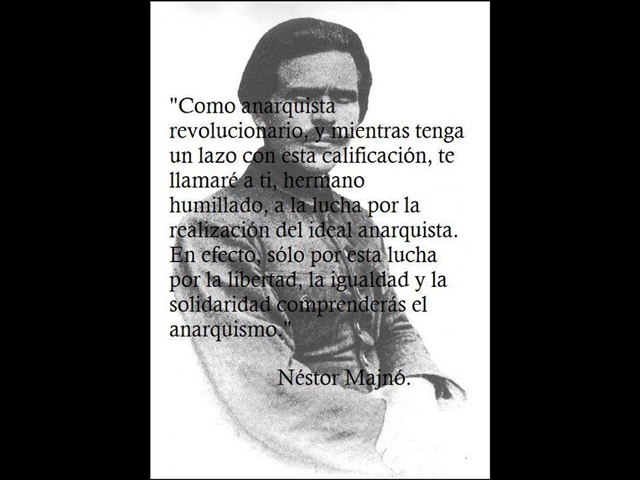 "Como anarquista
revolucionario, y mientras tenga
un lazo con esta calificación, te
llamaré a ti, hermano
humillado, a la lucha por la
realización del ideal anarquista.
En efecto, sólo por esta lucha
por la libertad, la igualdad y la
solidaridad comprenderás el
anarquismo."
Néstor Majnó.